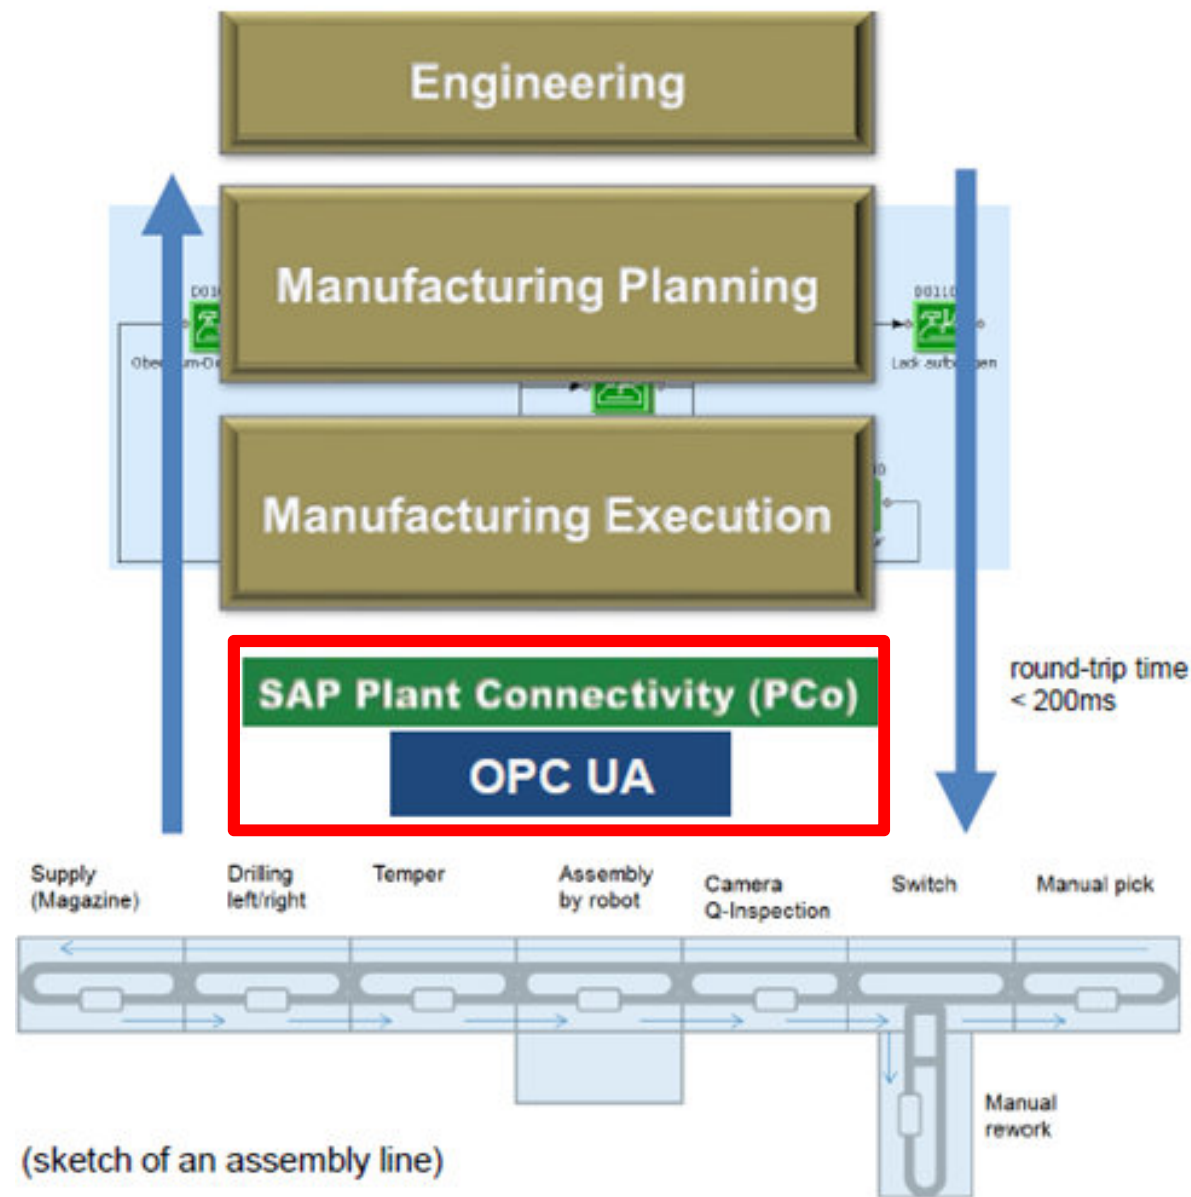 Engineering
Manufacturing Planning
Lack
Manufacturing Execution
SAP Plant Connectivity (PCo)
OPC UA
round-trip time
< 200ms
Supply
(Magazine)
Drilling
left/right
Temper
Assembly
by robot
Camera
Q-Inspection
Switch
Manual pick
Manual
rework
(sketch of an assembly line)